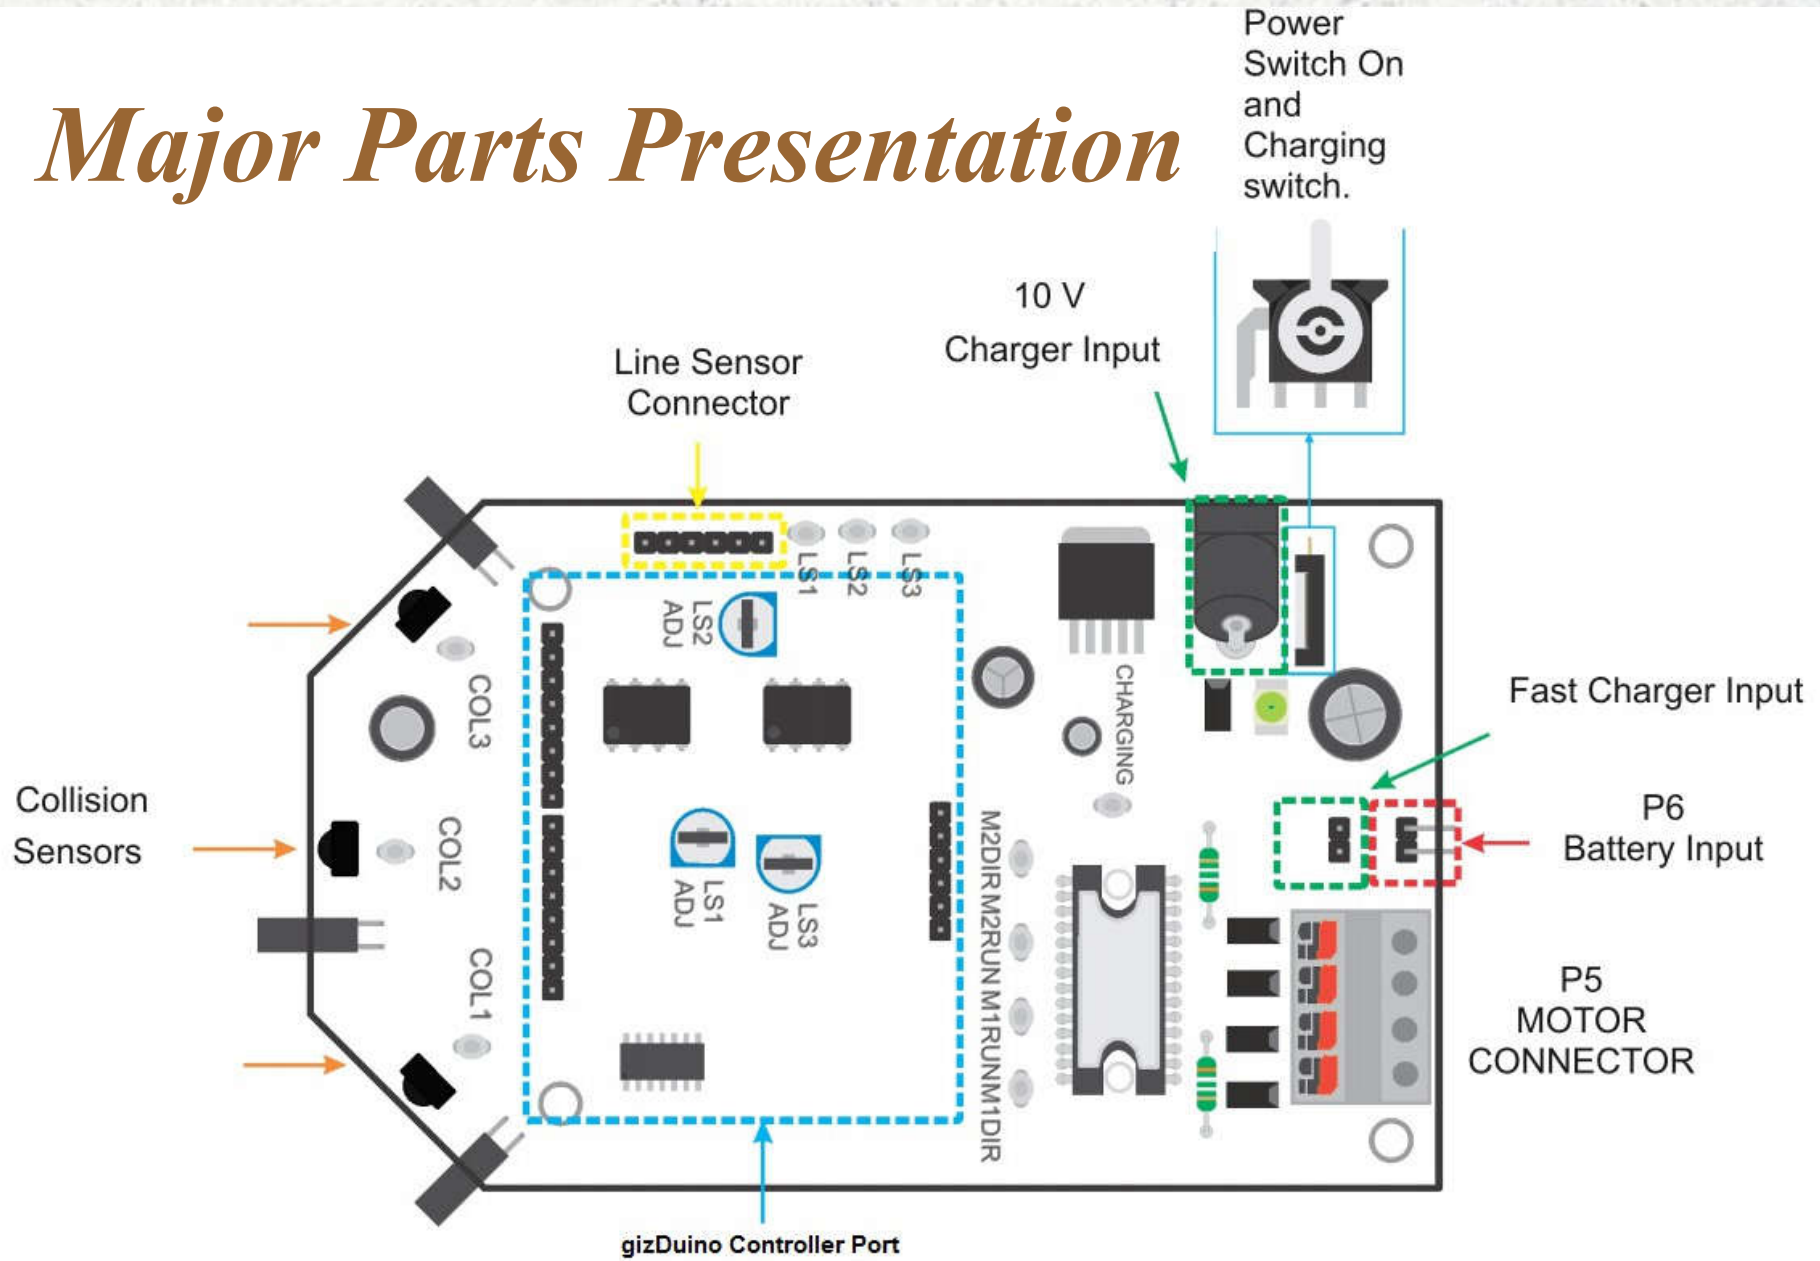 Major Parts Presentation
Power
Switch On
and
Charging
switch.
10 V
Charger Input
Line Sensor
Connector
LS1
LS2
LS3
LS2
ADJ
COL3
CHARGING
Fast Charger Input
Collision
Sensors
COL2
LS1
ADJ
LS3
ADJ
M2DIR
M2RUN
M1RUN
M1DIR
P6
Battery Input
COL1
P5
MOTOR
CONNECTOR
gizDuino Controller Port